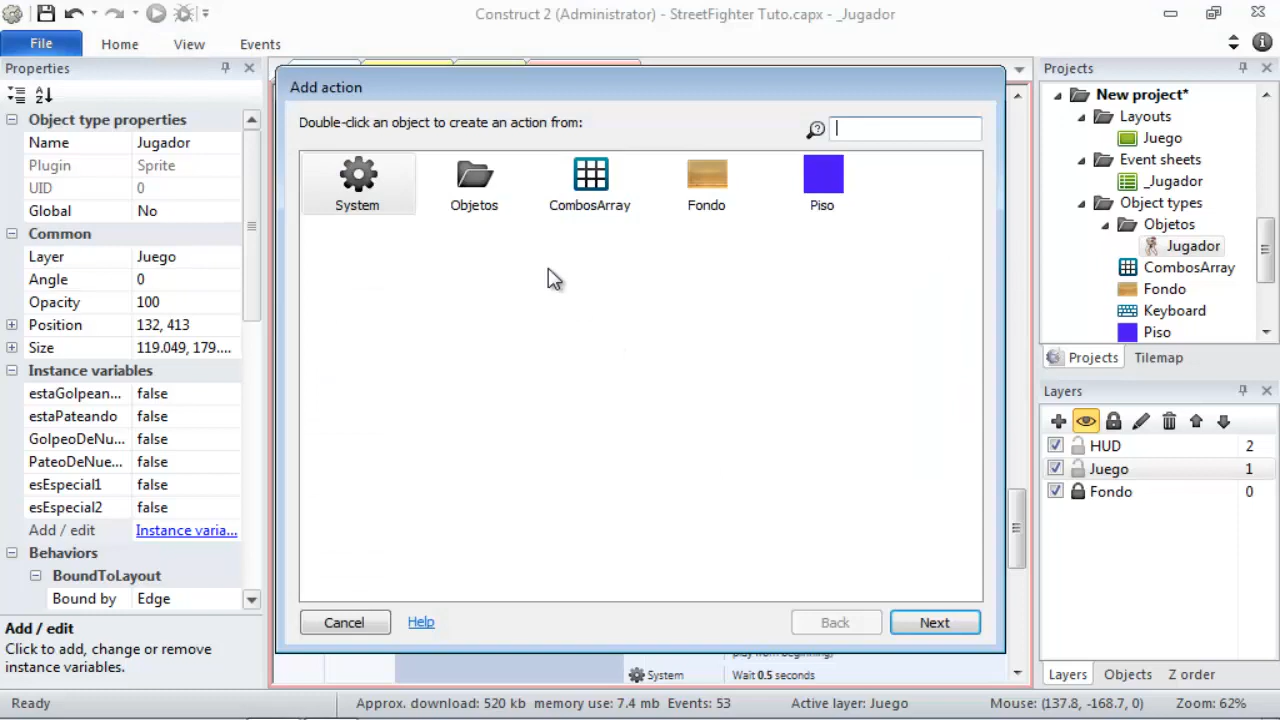 Construct 2 (Administrator) - StreetFighter Tuto.capx - _Jugador
File Home View Events
Properties
Object type properties
Name Jugador
Plugin Sprite
UID 0
Global No
Common
Layer Juego
Angle 0
Opacity 100
Position 132, 413
Size 119.049, 179....
Instance variables
estaGolpean... false
estaPateando false
GolpeoDeNu... false
PateoDeNue... false
esEspecial1 false
esEspecial2 false
Add / edit Instance varia...
Behaviors
BoundToLayout
Bound by Edge
Add / edit
Click to add, change or remove
instance variables.
Add action
Double-click an object to create an action from:
System Objetos CombosArray Fondo Piso
Cancel Help Back Next
System Wait 0.5 seconds
Projects
New project*
Layouts
Juego
Event sheets
_Jugador
Object types
Objetos
Jugador
CombosArray
Fondo
Keyboard
Piso
Projects Tilemap
Layers
HUD 2
Juego 1
Fondo 0
Layers Objects Z order
Ready Approx. download: 520 kb memory use: 7.4 mb Events: 53 Active layer: Juego Mouse: (137.8, -168.7, 0) Zoom: 62%